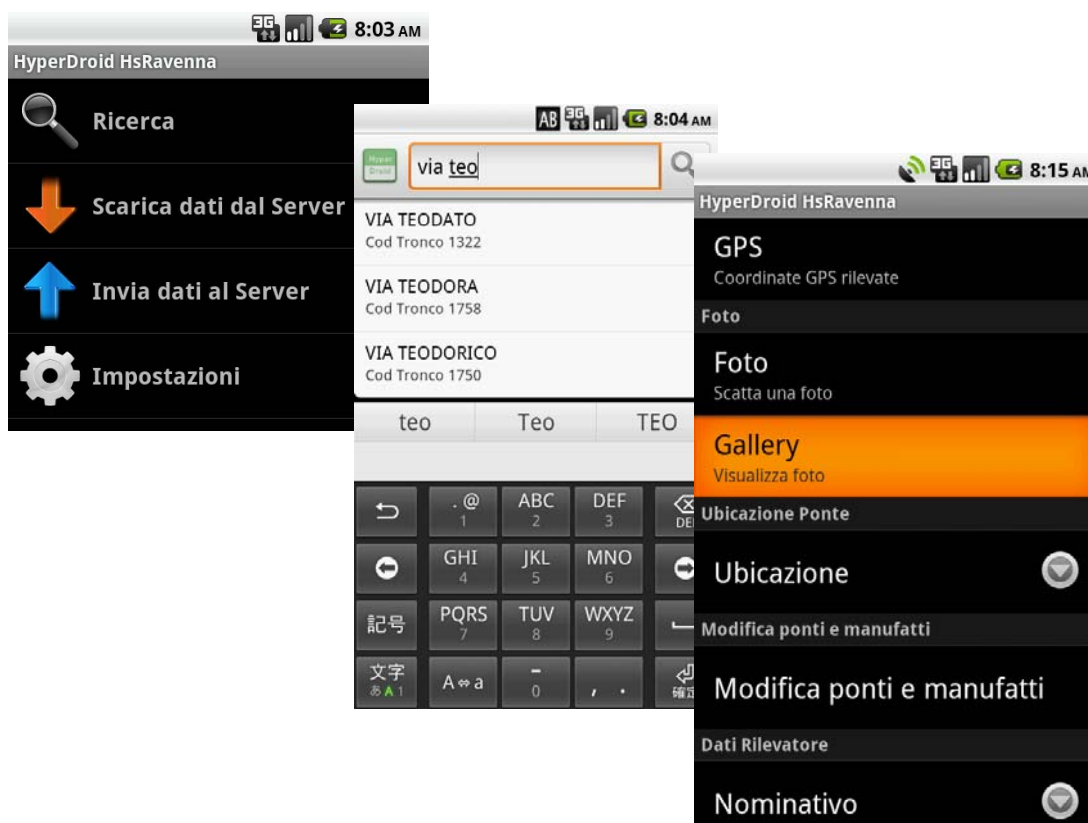 3G 8:03 AM
HyperDroid HsRavenna
Ricerca
Scarica dati dal Server
Invia dati al Server
Impostazioni
AB 3G 8:04 AM
Hyper
Droid
via teo
VIA TEODATO
Cod Tronco 1322
VIA TEODORA
Cod Tronco 1758
VIA TEODORICO
Cod Tronco 1750
teo Teo TEO
.@ ABC DEF
1 2 3 DE
GHI JKL MNO
4 5 6
記号 PQRS TUV WXYZ
7 8 9
文字 A⇔a - , .
あA1 0 確定
3G 8:15 AM
HyperDroid HsRavenna
GPS
Coordinate GPS rilevate
Foto
Foto
Scatta una foto
Gallery
Visualizza foto
Ubicazione Ponte
Ubicazione
Modifica ponti e manufatti
Modifica ponti e manufatti
Dati Rilevatore
Nominativo